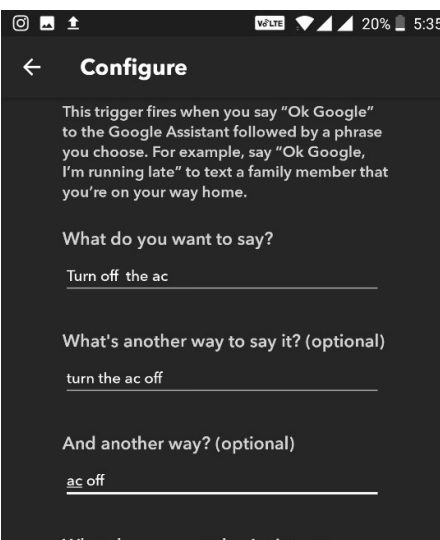 VoLTE 20% 5:35
Configure
This trigger fires when you say “Ok Google”
to the Google Assistant followed by a phrase
you choose. For example, say “Ok Google,
I’m running late” to text a family member that
you’re on your way home.
What do you want to say?
Turn off  the ac
What's another way to say it? (optional)
turn the ac off
And another way? (optional)
ac off